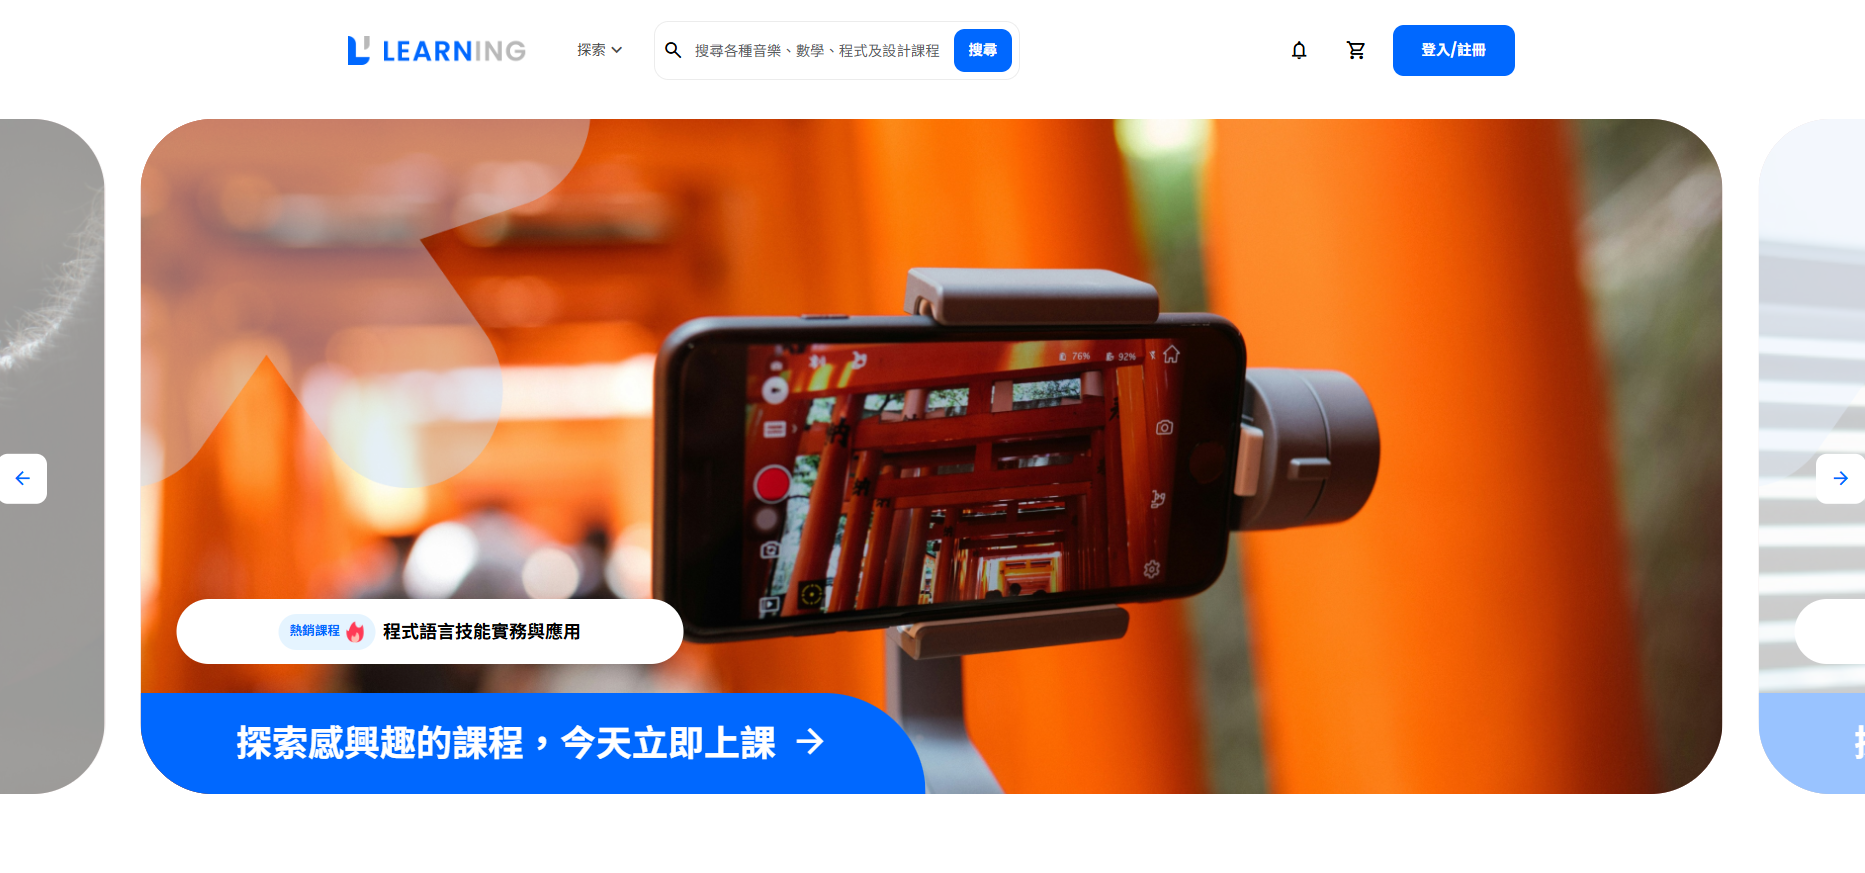 LEARNING
探索
搜尋各種音樂、數學、程式及設計課程
搜尋
登入/註冊
76%
92%
熱銷課程
程式語言技能實務與應用
探索感興趣的課程，今天立即上課